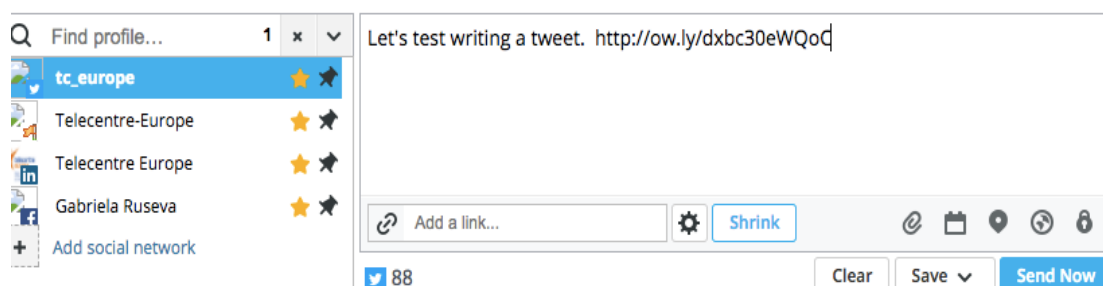 Find profile... 1 x
tc_europe
Telecentre-Europe
Telecentre Europe
Gabriela Ruseva
Add social network
Let's test writing a tweet.  http://ow.ly/dxbc30eWQoC
Add a link...
Shrink
88
Clear
Save
Send Now